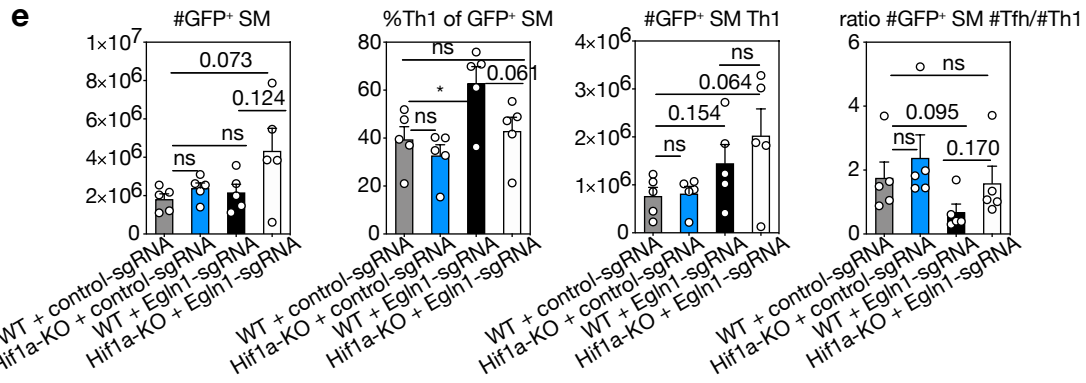 e
#GFP⁺ SM
1×10⁷
8×10⁶
6×10⁶
4×10⁶
2×10⁶
0
0.073
0.124
ns
ns
WT + control-sgRNA
Hif1a-KO + control-sgRNA
WT + Egln1-sgRNA
Hif1a-KO + Egln1-sgRNA
%Th1 of GFP⁺ SM
80
60
40
20
0
ns
0.061
*
ns
WT + control-sgRNA
Hif1a-KO + control-sgRNA
WT + Egln1-sgRNA
Hif1a-KO + Egln1-sgRNA
#GFP⁺ SM Th1
4×10⁶
3×10⁶
2×10⁶
1×10⁶
0
ns
0.064
0.154
ns
WT + control-sgRNA
Hif1a-KO + control-sgRNA
WT + Egln1-sgRNA
Hif1a-KO + Egln1-sgRNA
ratio #GFP⁺ SM #Tfh/#Th1
6
4
2
0
ns
0.095
ns
0.170
WT + control-sgRNA
Hif1a-KO + control-sgRNA
WT + Egln1-sgRNA
Hif1a-KO + Egln1-sgRNA